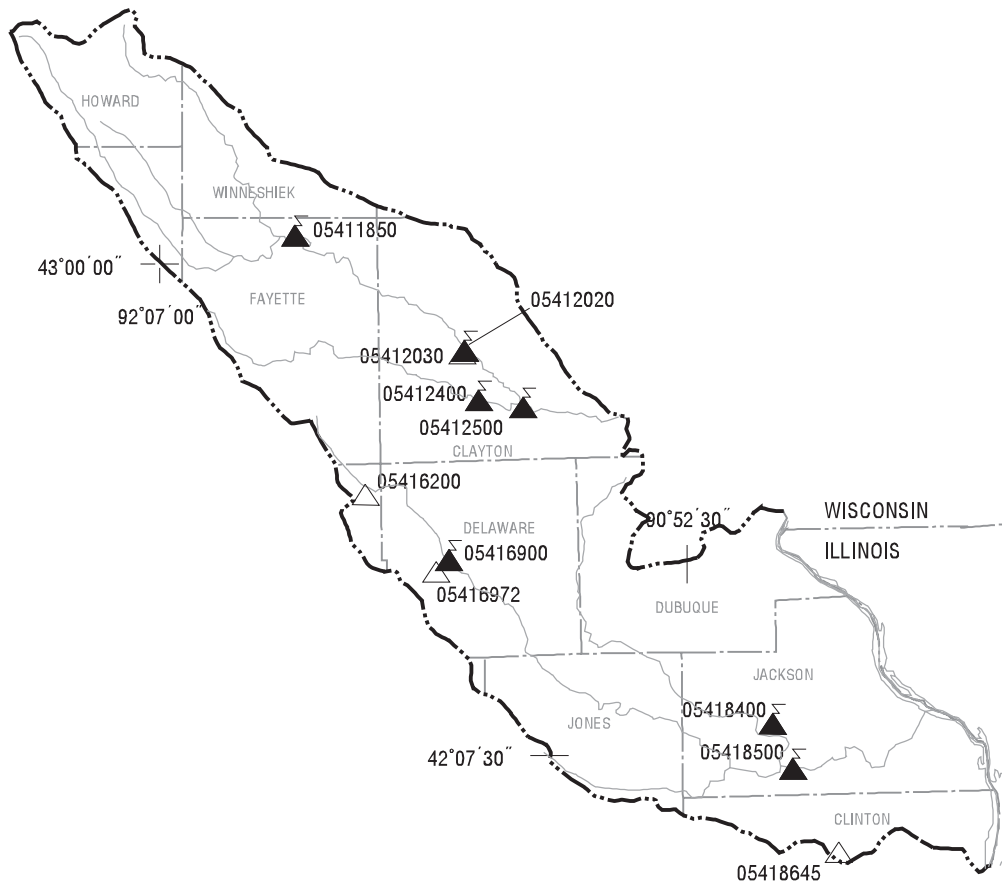 HOWARD
WINNESHIEK
05411850
43°00'00"
92°07'00"
FAYETTE
05412020
05412030
05412400
05412500
CLAYTON
05416200
90°52'30"
WISCONSIN
DELAWARE
ILLINOIS
05416900
05416972
DUBUQUE
JACKSON
05418400
JONES
05418500
42°07'30"
CLINTON
05418645